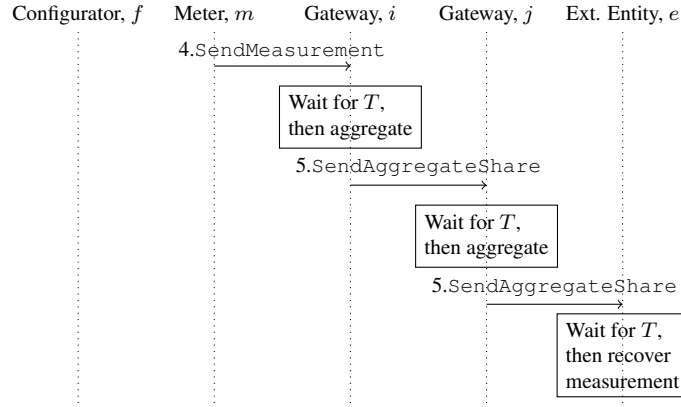 Configurator, f Meter, m Gateway, i Gateway, j Ext. Entity, e
4.SendMeasurement
Wait for T,
then aggregate
5.SendAggregateShare
Wait for T,
then aggregate
5.SendAggregateShare
Wait for T,
then recover
measurement